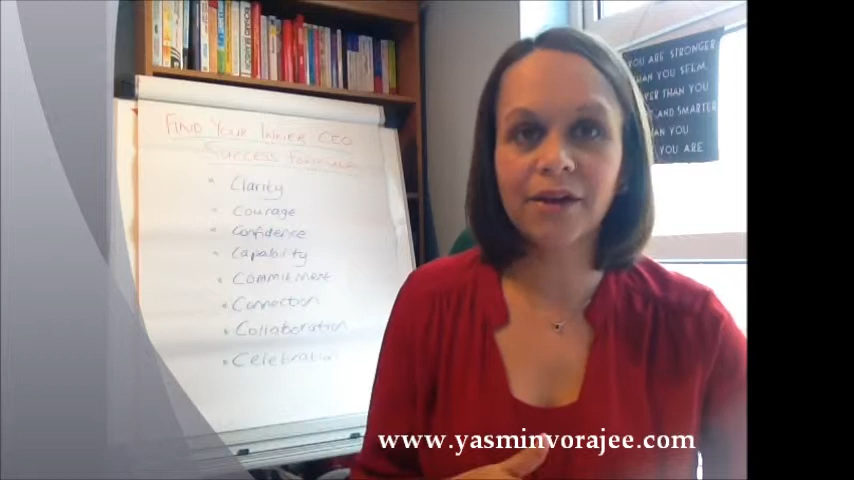 FIND YOUR INNER CEO
SUCCESS FORMULA
• Clarity
• Courage
• Confidence
• Capability
• Commitment
• Connection
• Collaboration
• Celebration
YOU ARE STRONGER
THAN YOU SEEM,
THAN YOU
AND SMARTER
THAN YOU
YOU ARE
www.yasminvorajee.com